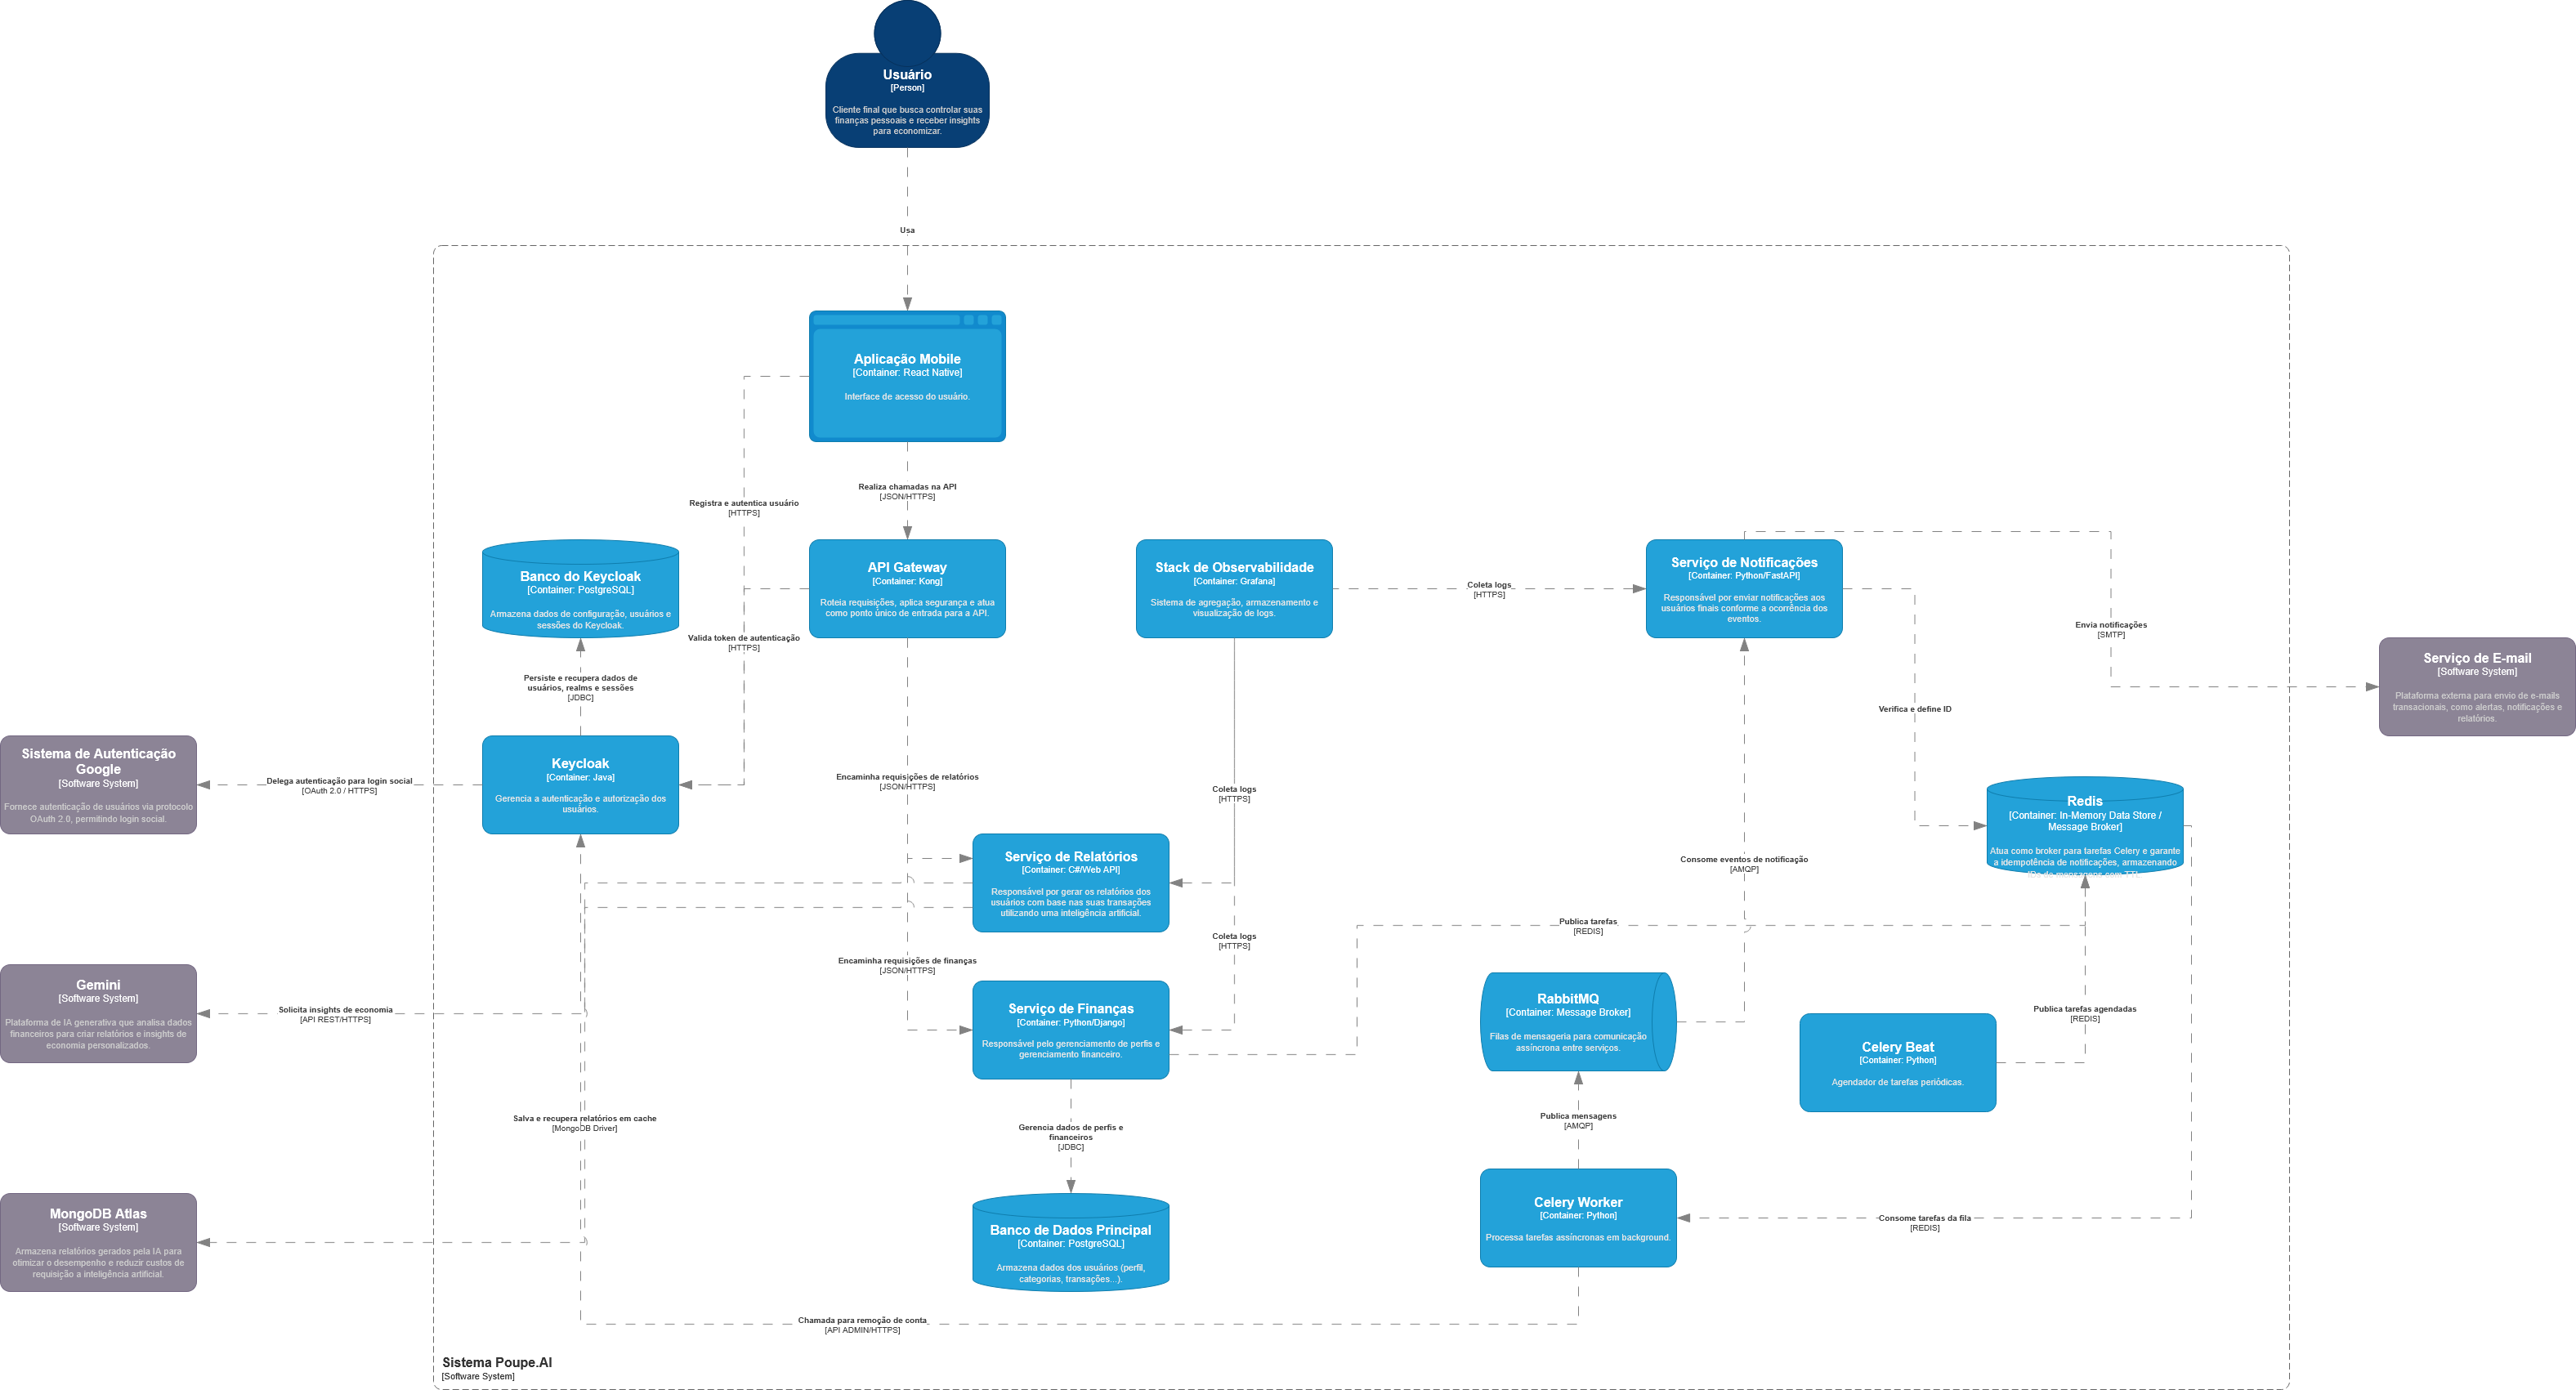 Usuário
[Person]
Cliente final que busca controlar suas
finanças pessoais e receber insights
para economizar.
Usa
Aplicação Mobile
[Container: React Native]
Interface de acesso do usuário.
Registra e autentica usuário
[HTTPS]
Realiza chamadas na API
[JSON/HTTPS]
Banco do Keycloak
[Container: PostgreSQL]
Armazena dados de configuração, usuários e
sessões do Keycloak.
API Gateway
[Container: Kong]
Roteia requisições, aplica segurança e atua
como ponto único de entrada para a API.
Stack de Observabilidade
[Container: Grafana]
Sistema de agregação, armazenamento e
visualização de logs.
Coleta logs
[HTTPS]
Serviço de Notificações
[Container: Python/FastAPI]
Responsável por enviar notificações aos
usuários finais conforme a ocorrência dos
eventos.
Envia notificações
[SMTP]
Serviço de E-mail
[Software System]
Plataforma externa para envio de e-mails
transacionais, como alertas, notificações e
relatórios.
Valida token de autenticação
[HTTPS]
Persiste e recupera dados de
usuários, realms e sessões
[JDBC]
Verifica e define ID
Sistema de Autenticação
Google
[Software System]
Fornece autenticação de usuários via protocolo
OAuth 2.0, permitindo login social.
Delega autenticação para login social
[OAuth 2.0 / HTTPS]
Keycloak
[Container: Java]
Gerencia a autenticação e autorização dos
usuários.
Encaminha requisições de relatórios
[JSON/HTTPS]
Coleta logs
[HTTPS]
Redis
[Container: In-Memory Data Store /
Message Broker]
Atua como broker para tarefas Celery e garante
a idempotência de notificações, armazenando
IDs de mensagens com TTL
Serviço de Relatórios
[Container: C#/Web API]
Responsável por gerar os relatórios dos
usuários com base nas suas transações
utilizando uma inteligência artificial.
Consome eventos de notificação
[AMQP]
Publica tarefas
[REDIS]
Coleta logs
[HTTPS]
Encaminha requisições de finanças
[JSON/HTTPS]
Gemini
[Software System]
Plataforma de IA generativa que analisa dados
financeiros para criar relatórios e insights de
economia personalizados.
Solicita insights de economia
[API REST/HTTPS]
Serviço de Finanças
[Container: Python/Django]
Responsável pelo gerenciamento de perfis e
gerenciamento financeiro.
RabbitMQ
[Container: Message Broker]
Filas de mensageria para comunicação
assíncrona entre serviços.
Publica tarefas agendadas
[REDIS]
Celery Beat
[Container: Python]
Agendador de tarefas periódicas.
Salva e recupera relatórios em cache
[MongoDB Driver]
Gerencia dados de perfis e
financeiros
[JDBC]
Publica mensagens
[AMQP]
MongoDB Atlas
[Software System]
Armazena relatórios gerados pela IA para
otimizar o desempenho e reduzir custos de
requisição a inteligência artificial.
Banco de Dados Principal
[Container: PostgreSQL]
Armazena dados dos usuários (perfil,
categorias, transações...).
Celery Worker
[Container: Python]
Processa tarefas assíncronas em background.
Consome tarefas da fila
[REDIS]
Chamada para remoção de conta
[API ADMIN/HTTPS]
Sistema Poupe.AI
[Software System]